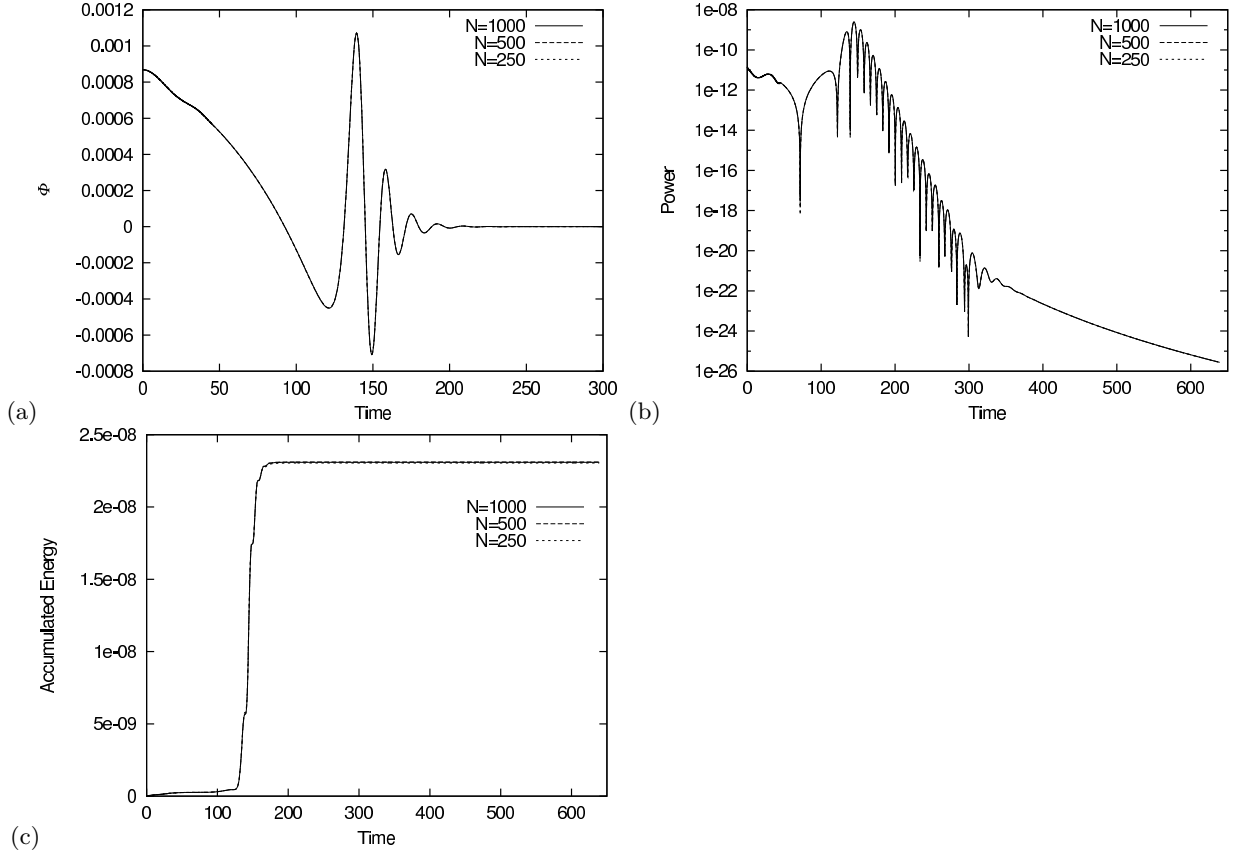 0.0012
0.001
0.0008
0.0006
0.0004
0.0002
0
-0.0002
-0.0004
-0.0006
-0.0008
Φ
N=1000
N=500
N=250
0 50 100 150 200 250 300
Time
(a)
1e-08
1e-10
1e-12
1e-14
1e-16
1e-18
1e-20
1e-22
1e-24
1e-26
Power
N=1000
N=500
N=250
0 100 200 300 400 500 600
Time
(b)
2.5e-08
2e-08
1.5e-08
1e-08
5e-09
0
Accumulated Energy
N=1000
N=500
N=250
0 100 200 300 400 500 600
Time
(c)